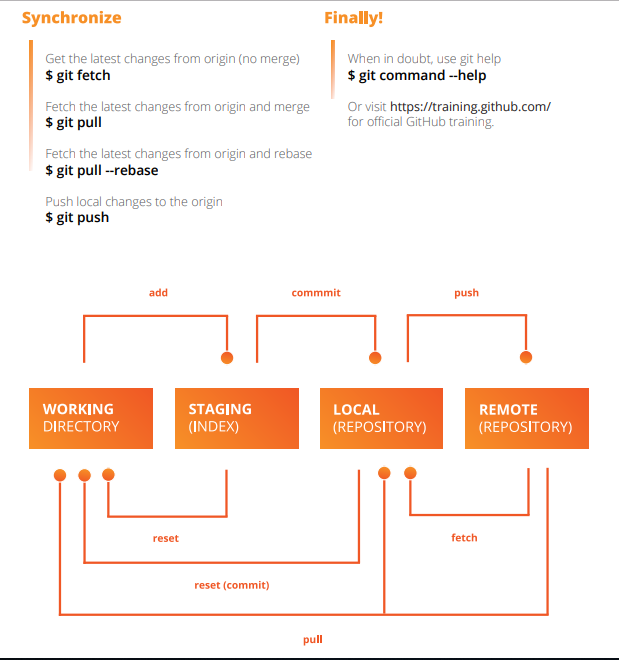 Synchronize
Get the latest changes from origin (no merge)
$ git fetch
Fetch the latest changes from origin and merge
$ git pull
Fetch the latest changes from origin and rebase
$ git pull --rebase
Push local changes to the origin
$ git push
Finally!
When in doubt, use git help
$ git command --help
Or visit https://training.github.com/
for official GitHub training.
add
commmit
push
WORKING
DIRECTORY
STAGING
(INDEX)
LOCAL
(REPOSITORY)
REMOTE
(REPOSITORY)
reset
fetch
reset (commit)
pull